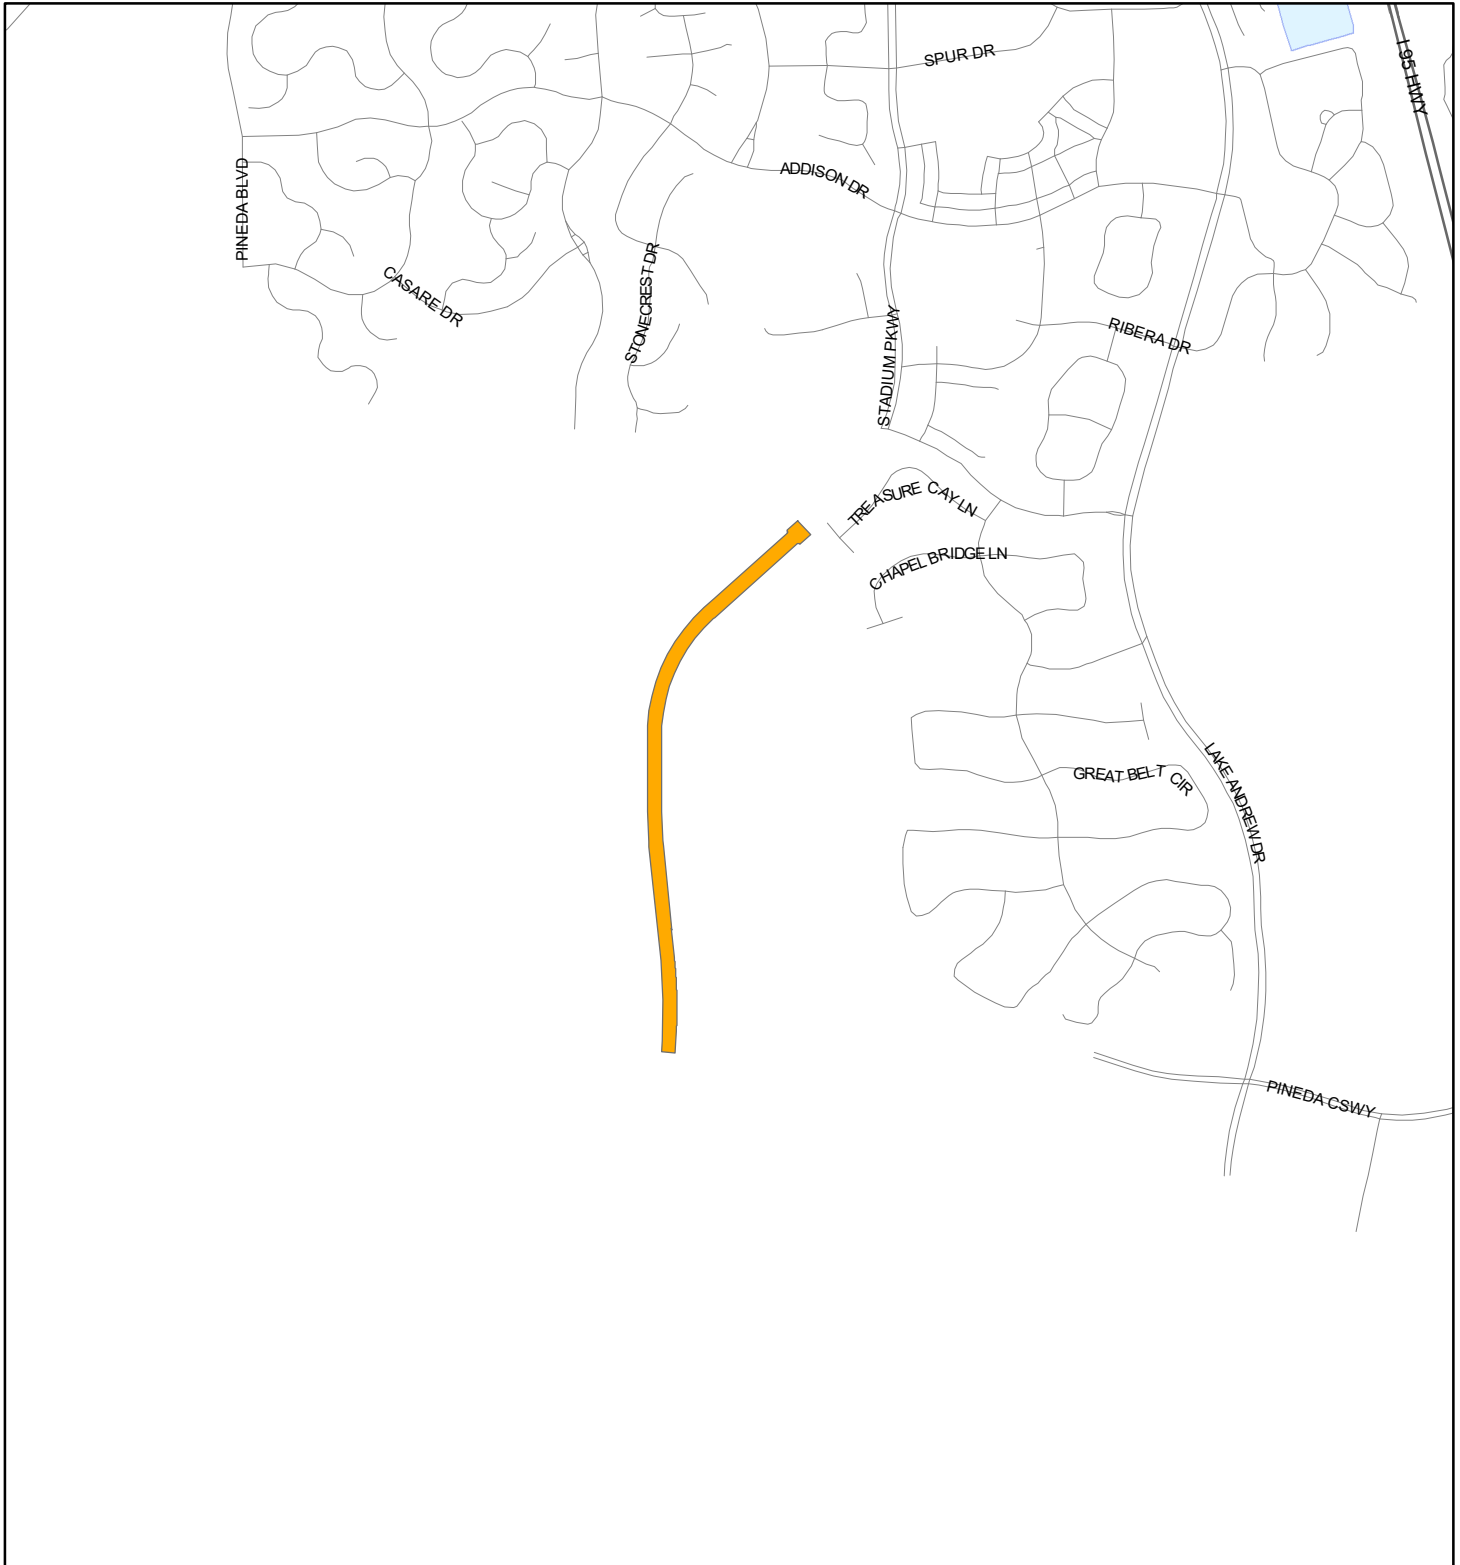 SPUR DR
I 95 HWY
PINEDA BLVD
ADDISON DR
CASARE DR
STONECREST DR
STADIUM PKWY
RIBERA DR
TREASURE CAY LN
CHAPEL BRIDGE LN
GREAT BELT CIR
LAKE ANDREW DR
PINEDA CSWY